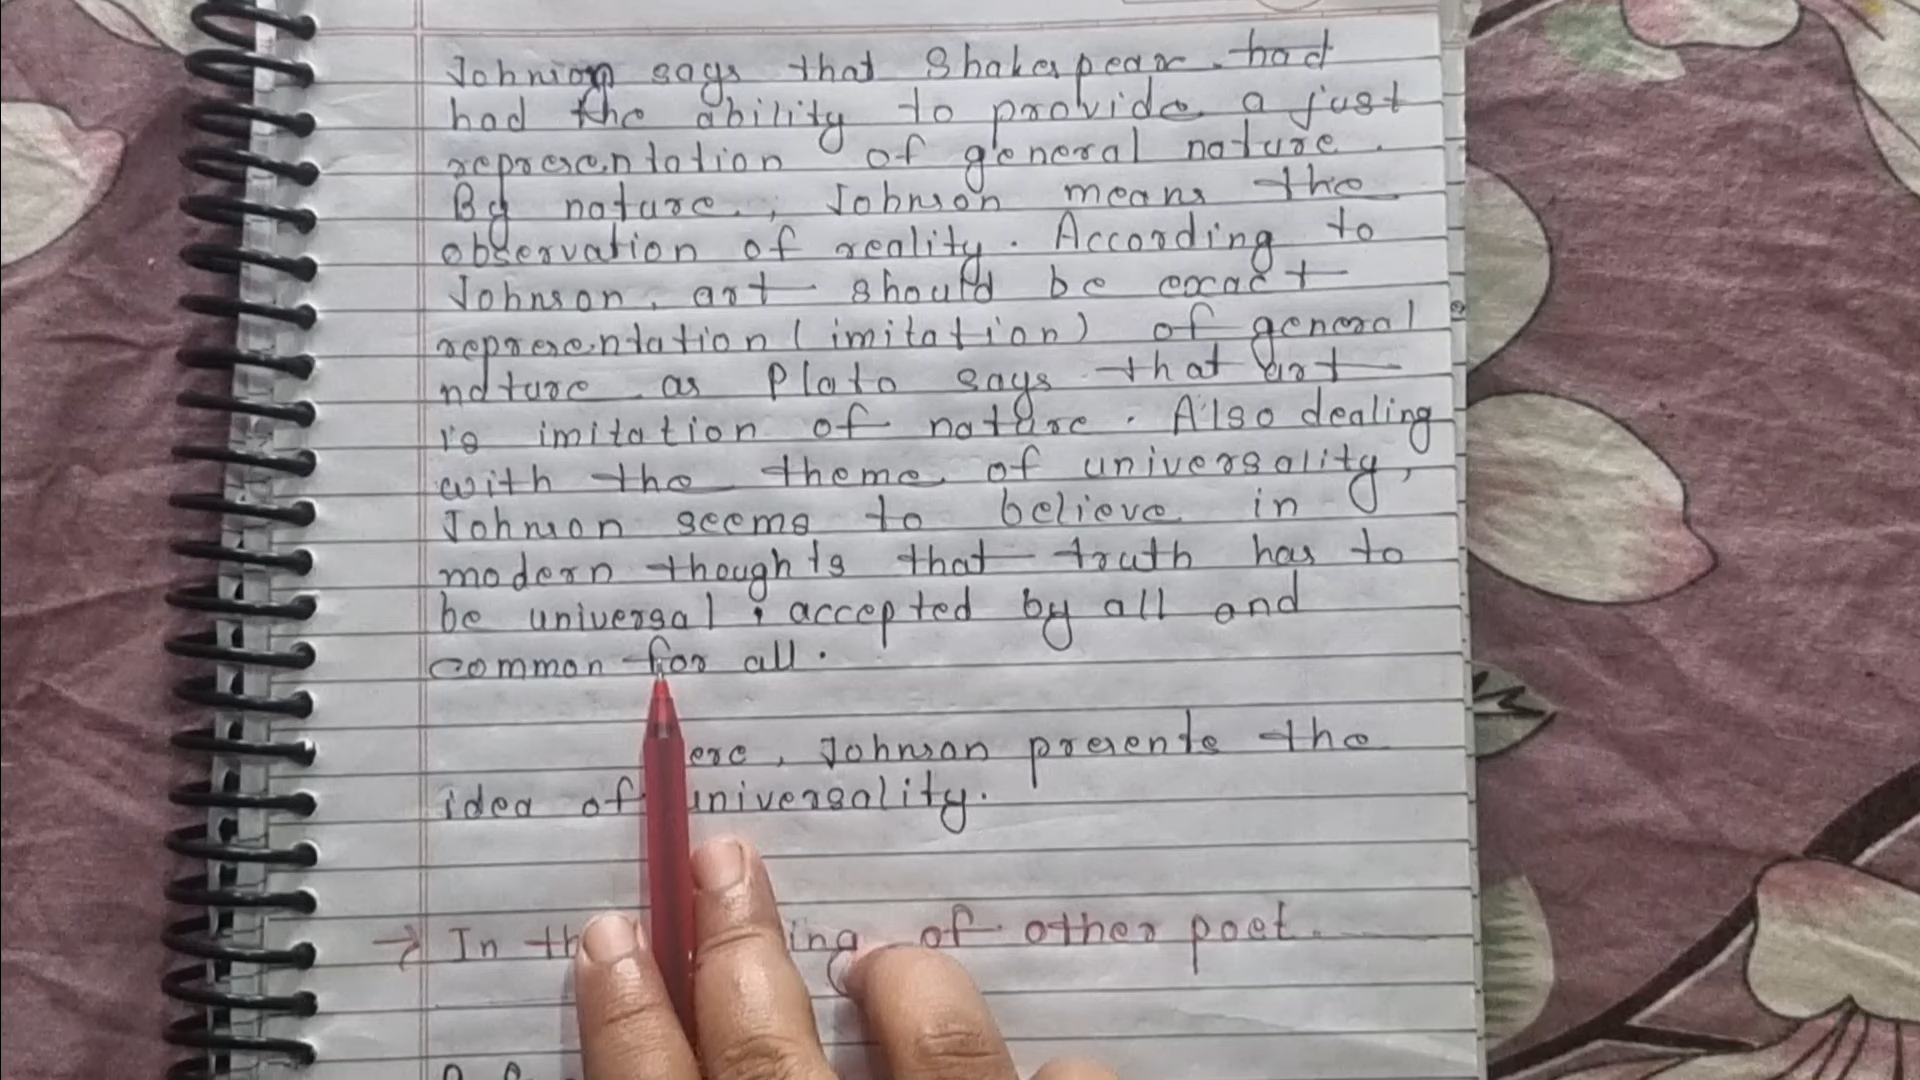 Johnson says that Shakespear had
had the ability to provide a just
representation of general nature.
By nature, Johnson means the
observation of reality. According to
Johnson, art should be exact
representation (imitation) of general
nature as Plato says that art
is imitation of nature. Also dealing
with the theme of universality,
Johnson seems to believe in
modern thoughts that truth has to
be universal, accepted by all and
common for all.
ere, Johnson presents the
idea of universality.
→ In th ing of other poet.